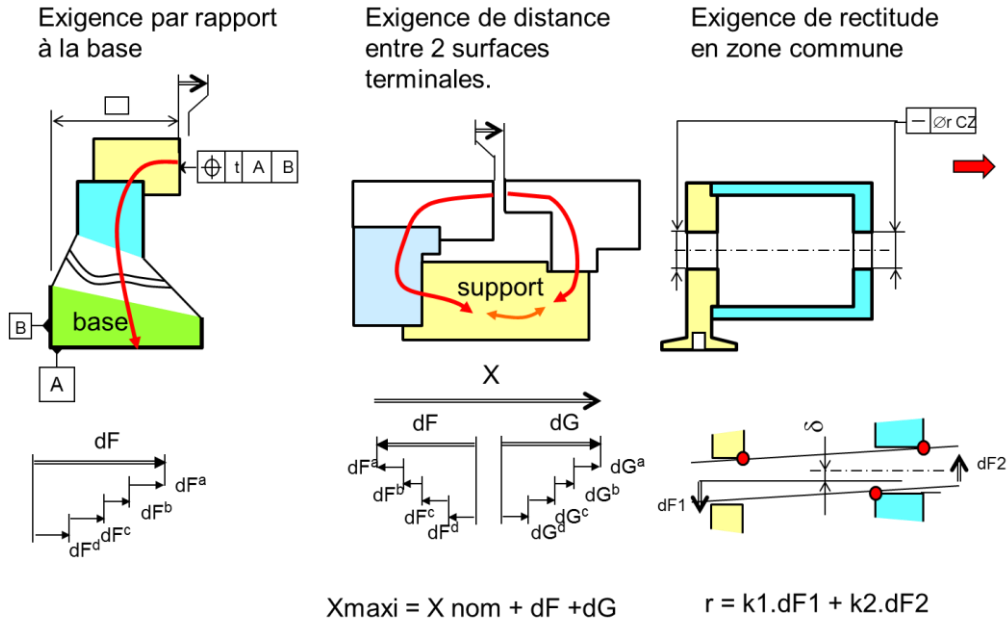 Exigence par rapport
à la base
Exigence de distance
entre 2 surfaces
terminales.
Exigence de rectitude
en zone commune
t A B
⌀r CZ
support
base
B
A
X
dF
dFᵃ
dFᵇ
dFᶜ
dFᵈ
dF
dG
dFᵃ
dFᵇ
dFᶜ
dFᵈ
dGᵃ
dGᵇ
dGᶜ
dGᵈ
δ
dF1
dF2
Xmaxi = X nom + dF +dG
r = k1.dF1 + k2.dF2